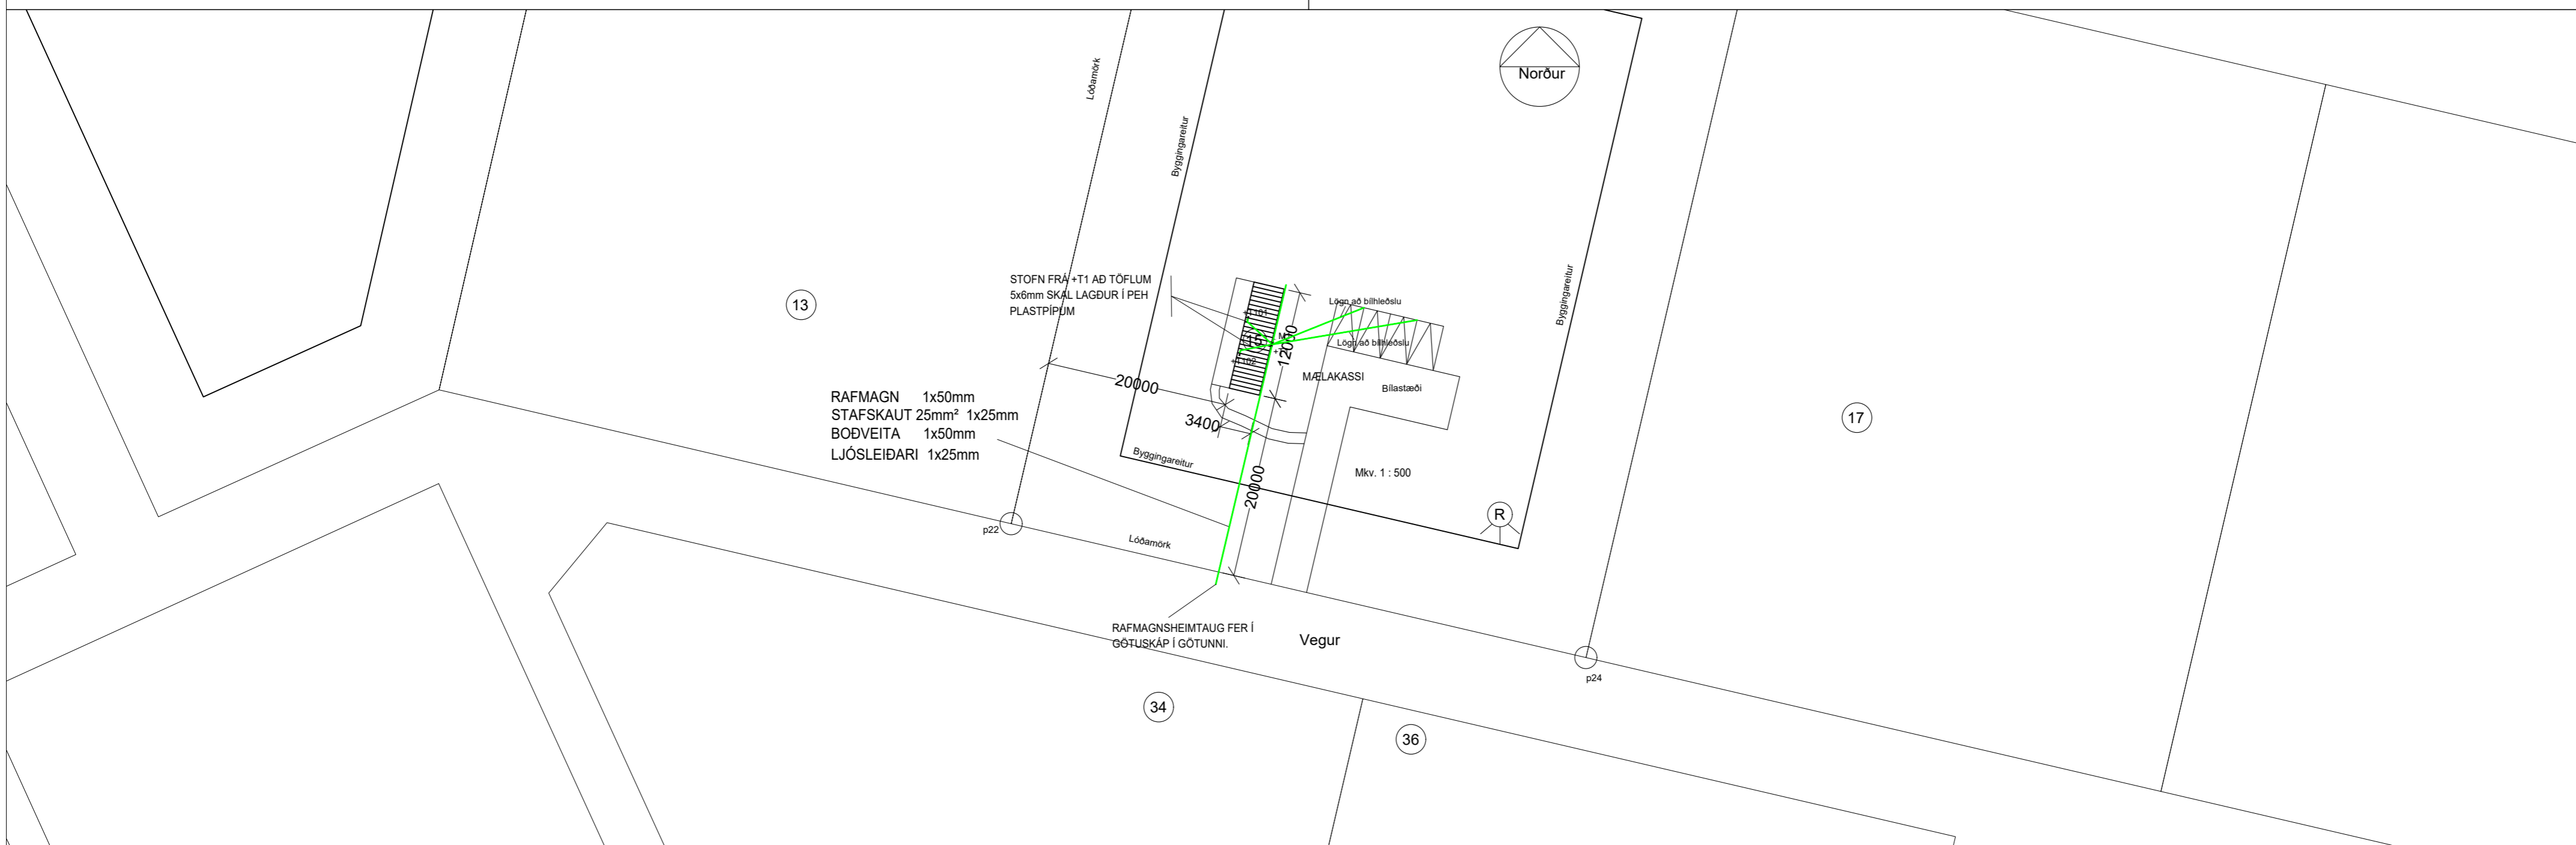 Norður
Lóðamörk
Byggingareitur
Byggingareitur
STOFN FRÁ +T1 AÐ TÖFLUM
5x6mm SKAL LAGÐUR Í PEH
PLASTPÍPUM
13
Lögn að bílhleðslu
Lögn að bílhleðslu
12000
MÆLAKASSI
Bílastæði
20000
3400
RAFMAGN 1x50mm
STAFSKAUT 25mm² 1x25mm
BOÐVEITA 1x50mm
LJÓSLEIÐARI 1x25mm
17
Byggingareitur
20000
Mkv. 1 : 500
R
p22
Lóðamörk
RAFMAGNSHEIMTAUG FER Í
GÖTUSKÁP Í GÖTUNNI.
Vegur
p24
34
36